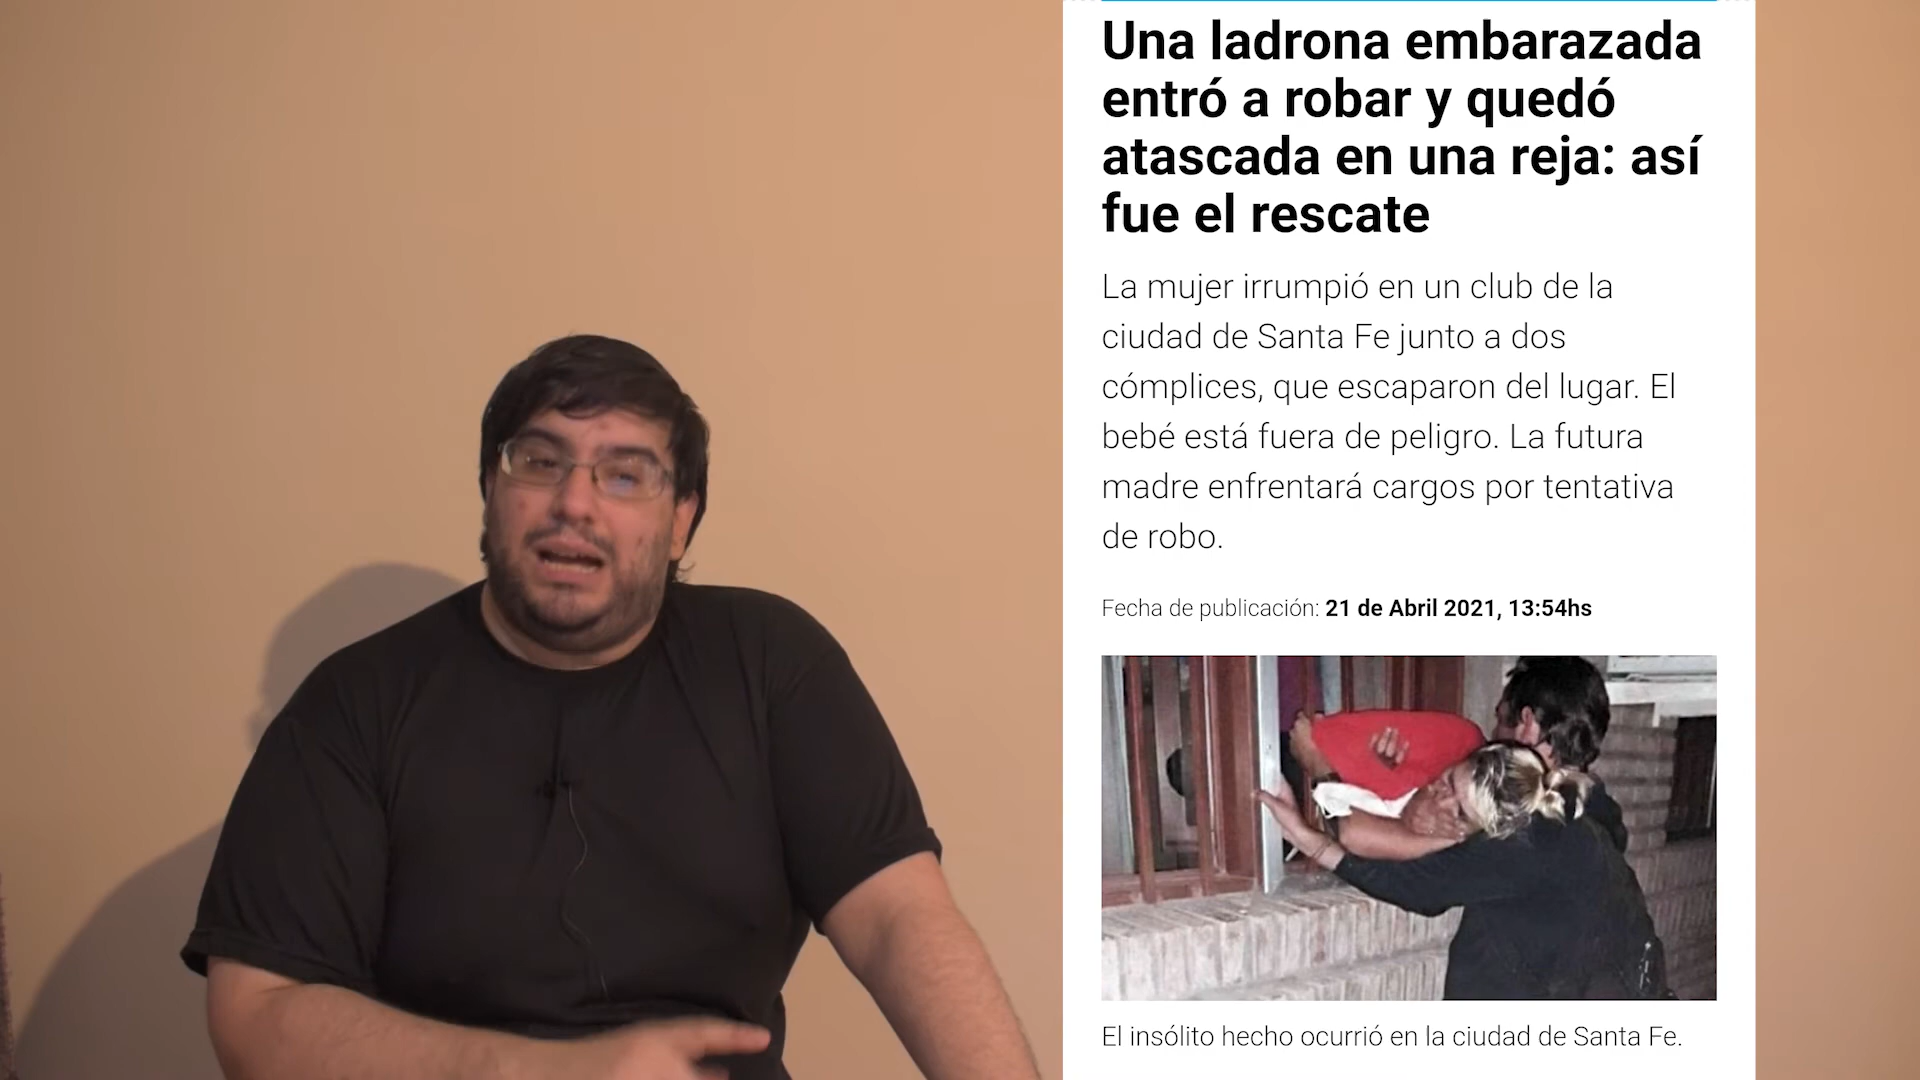 Una ladrona embarazada
entró a robar y quedó
atascada en una reja: así
fue el rescate
La mujer irrumpió en un club de la
ciudad de Santa Fe junto a dos
cómplices, que escaparon del lugar. El
bebé está fuera de peligro. La futura
madre enfrentará cargos por tentativa
de robo.
Fecha de publicación: 21 de Abril 2021, 13:54hs
El insólito hecho ocurrió en la ciudad de Santa Fe.